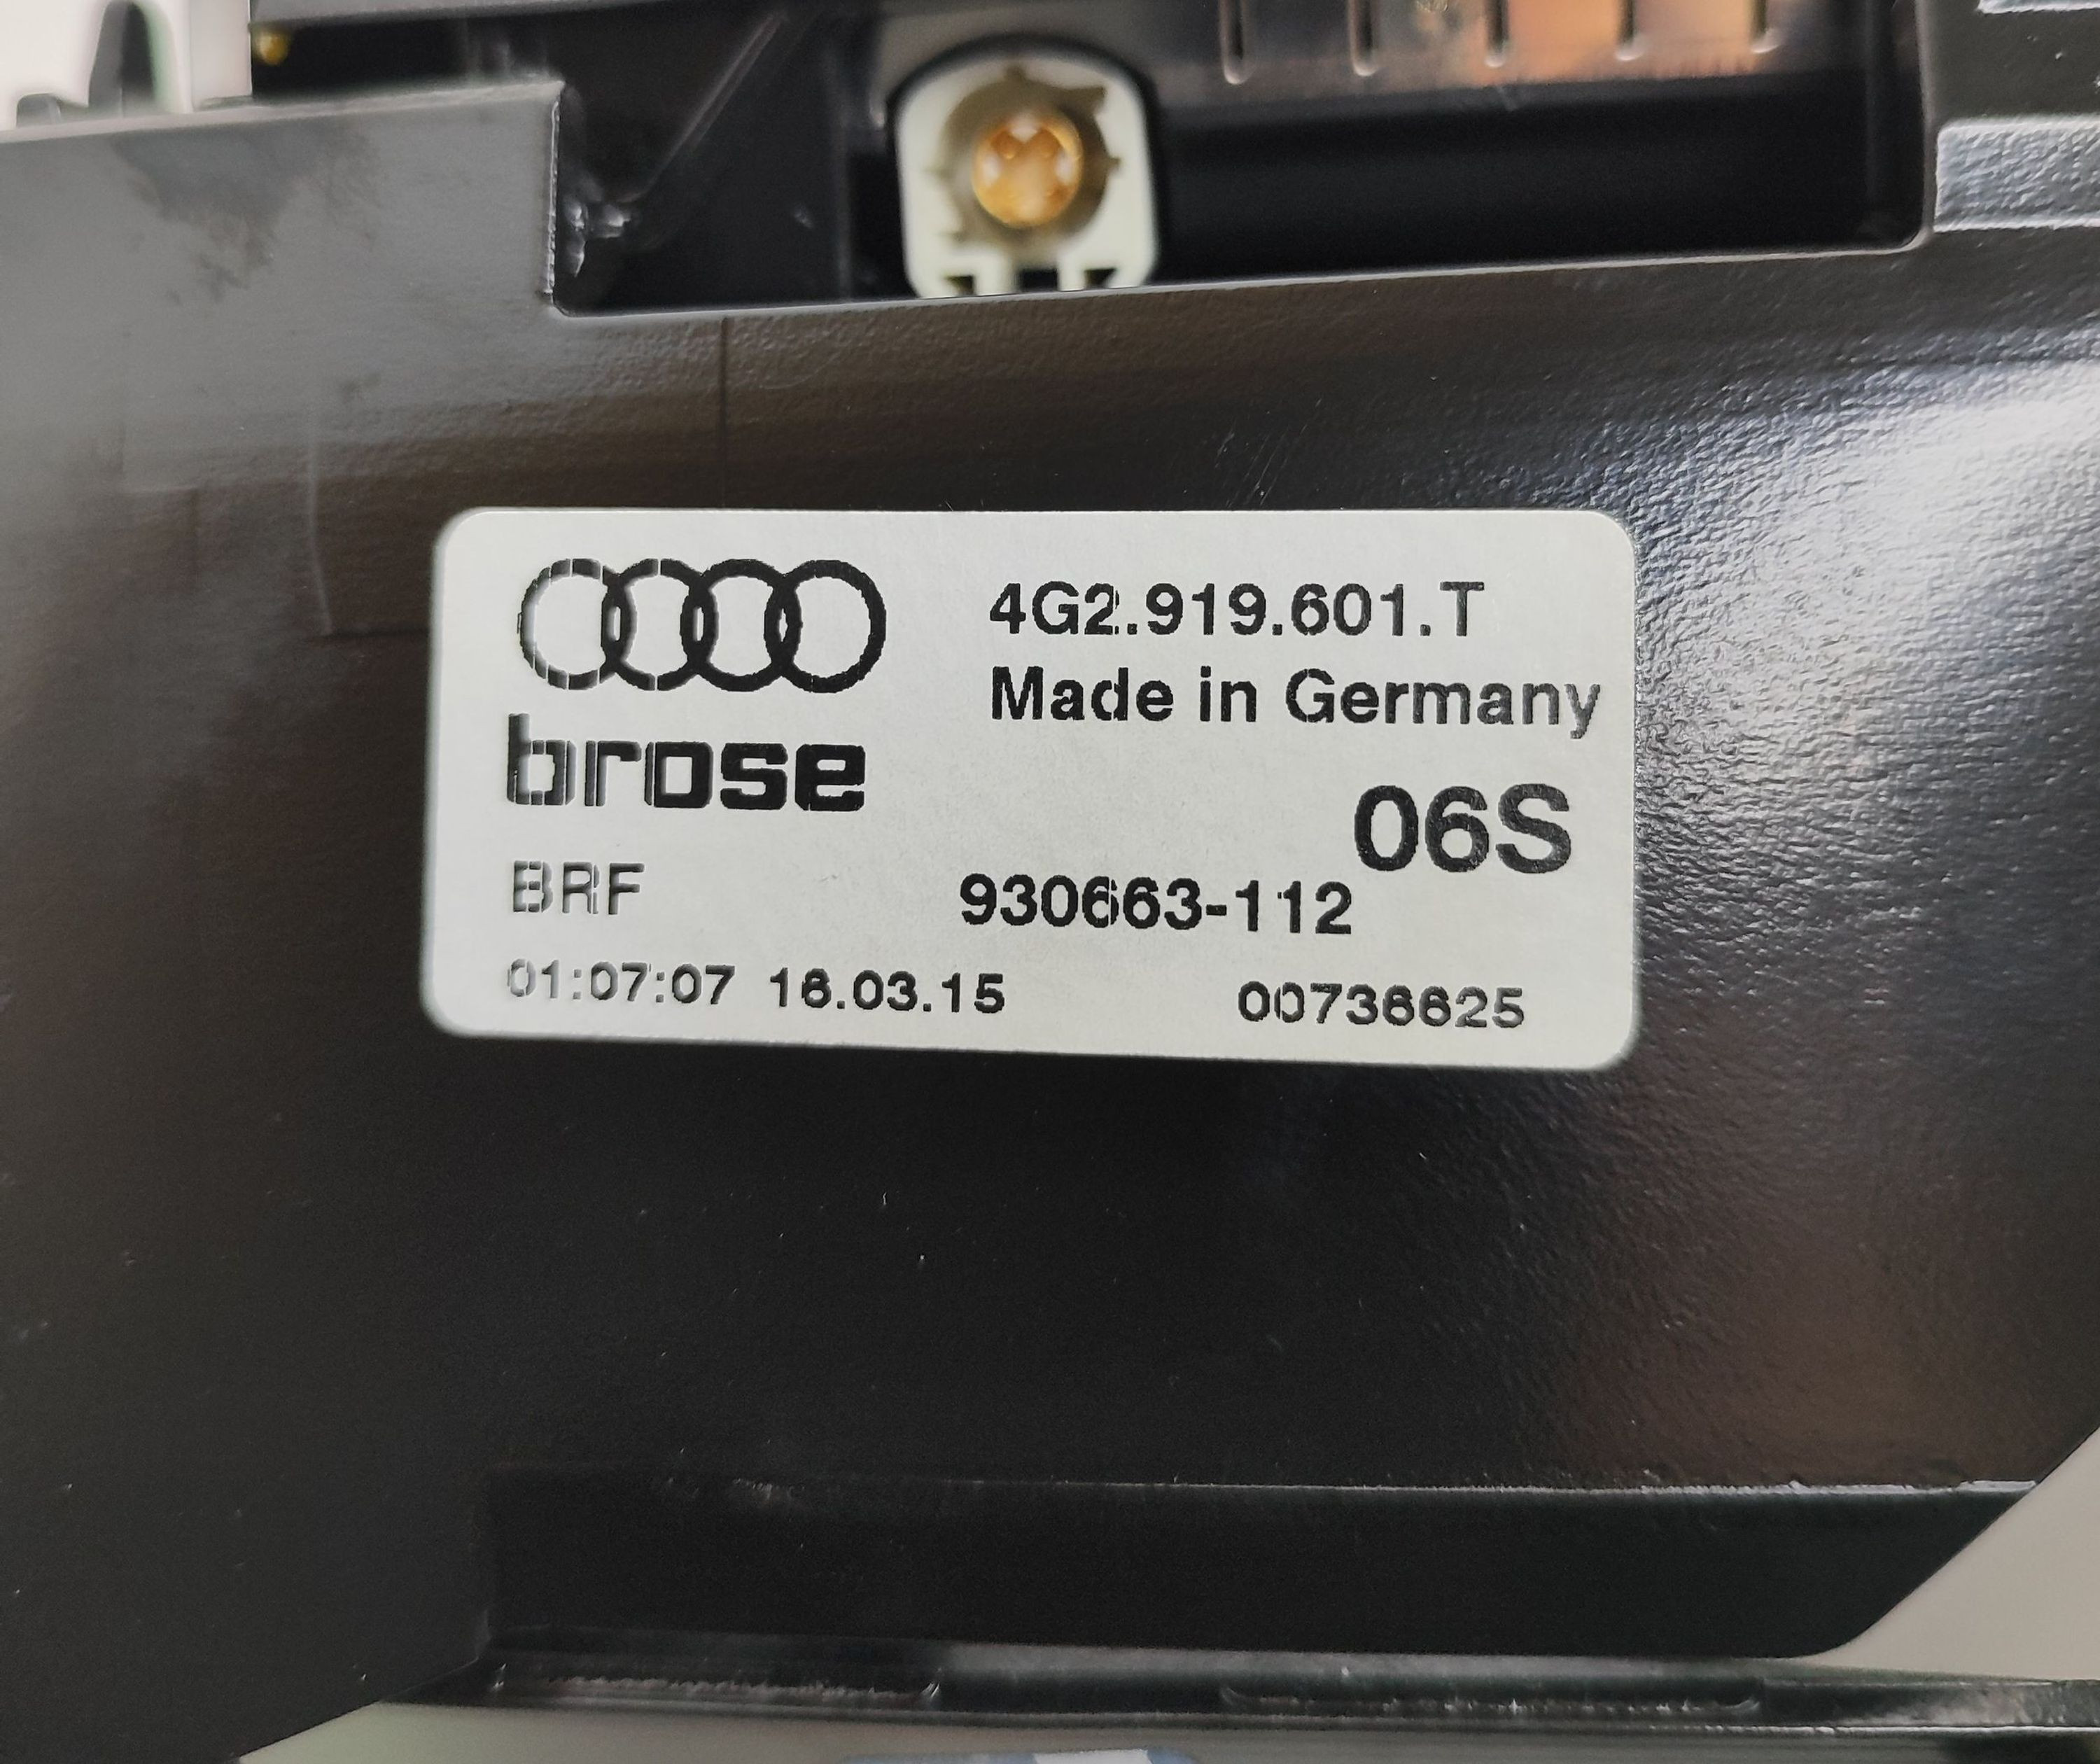 4G2.919.601.T
Made in Germany
brose
06S
BRF 930663-112
01:07:07 16.03.15 00736625